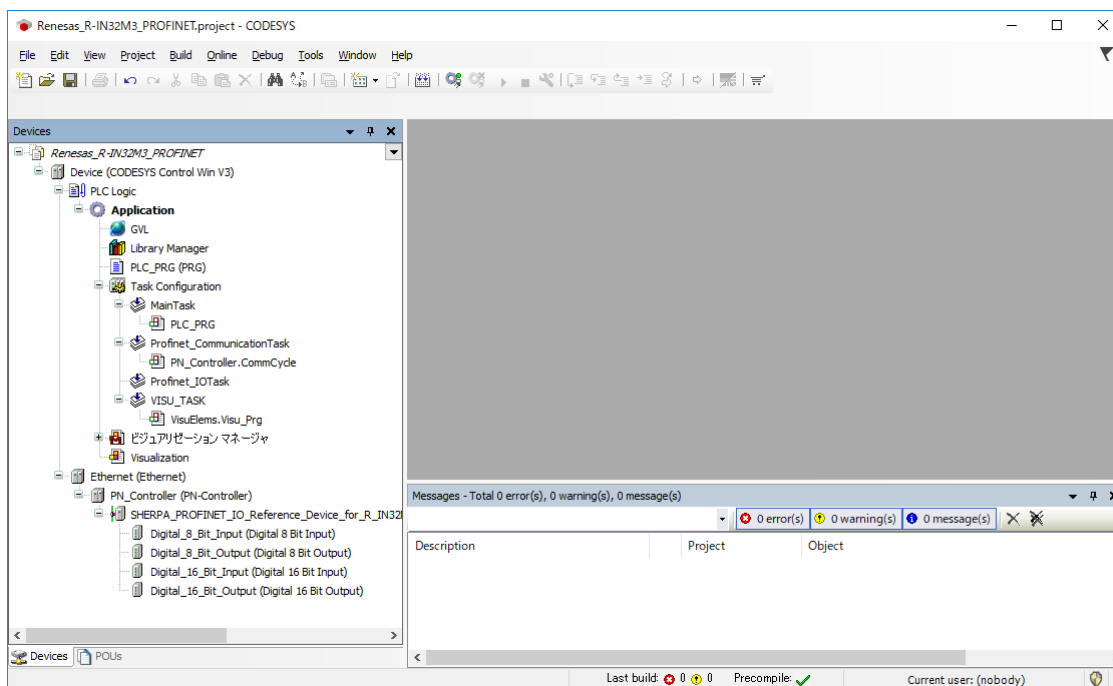 Renesas_R-IN32M3_PROFINET.project - CODESYS
File Edit View Project Build Online Debug Tools Window Help
Devices
Renesas_R-IN32M3_PROFINET
Device (CODESYS Control Win V3)
PLC Logic
Application
GVL
Library Manager
PLC_PRG (PRG)
Task Configuration
MainTask
PLC_PRG
Profinet_CommunicationTask
PN_Controller.CommCycle
Profinet_IOTask
VISU_TASK
VisuElems.Visu_Prg
ビジュアリゼーション マネージャ
Visualization
Ethernet (Ethernet)
PN_Controller (PN-Controller)
SHERPA_PROFINET_IO_Reference_Device_for_R_IN32
Digital_8_Bit_Input (Digital 8 Bit Input)
Digital_8_Bit_Output (Digital 8 Bit Output)
Digital_16_Bit_Input (Digital 16 Bit Input)
Digital_16_Bit_Output (Digital 16 Bit Output)
Devices POUs
Messages - Total 0 error(s), 0 warning(s), 0 message(s)
0 error(s) 0 warning(s) 0 message(s)
Description Project Object
Last build: 0 0 Precompile: Current user: (nobody)